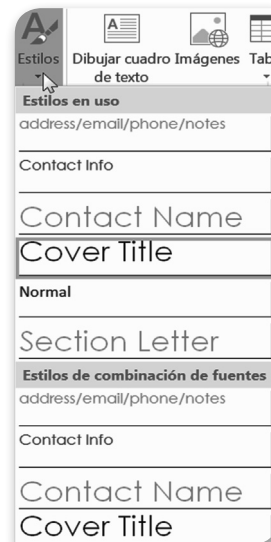 Estilos
Dibujar cuadro
de texto
Imágenes
Tab
Estilos en uso
address/email/phone/notes
Contact Info
Contact Name
Cover Title
Normal
Section Letter
Estilos de combinación de fuentes
address/email/phone/notes
Contact Info
Contact Name
Cover Title